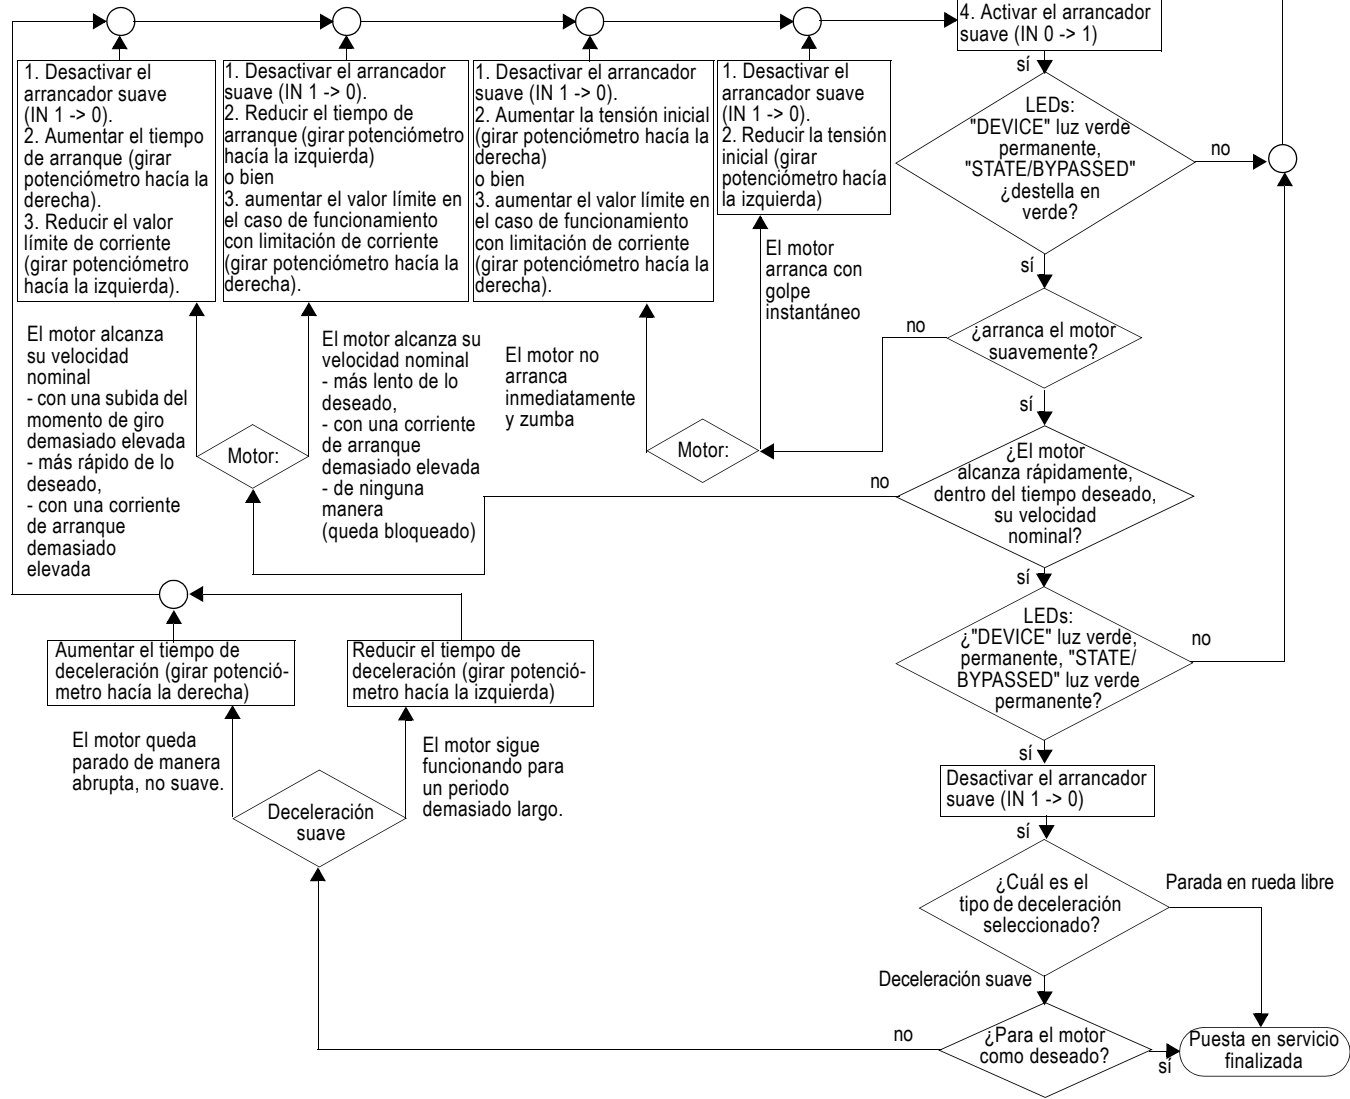 4. Activar el arrancador
suave (IN 0 -> 1)
sí
1. Desactivar el
arrancador suave
(IN 1 -> 0).
2. Aumentar el tiempo
de arranque (girar
potenciómetro hacía la
derecha).
3. Reducir el valor
límite de corriente
(girar potenciómetro
hacía la izquierda).
1. Desactivar el arrancador
suave (IN 1 -> 0).
2. Reducir el tiempo de
arranque (girar potenciómetro
hacía la izquierda)
o bien
3. aumentar el valor límite en
el caso de funcionamiento
con limitación de corriente
(girar potenciómetro hacía la
derecha).
1. Desactivar el arrancador
suave (IN 1 -> 0).
2. Aumentar la tensión inicial
(girar potenciómetro hacía la
derecha)
o bien
3. aumentar el valor límite en
el caso de funcionamiento
con limitación de corriente
(girar potenciómetro hacía la
derecha).
1. Desactivar el
arrancador suave
(IN 1 -> 0).
2. Reducir la tensión
inicial (girar
potenciómetro hacía
la izquierda)
LEDs:
"DEVICE" luz verde
permanente,
"STATE/BYPASSED"
¿destella en
verde?
no
sí
El motor alcanza
su velocidad
nominal
- con una subida del
momento de giro
demasiado elevada
- más rápido de lo
deseado,
- con una corriente
de arranque
demasiado
elevada
Motor:
El motor alcanza su
velocidad nominal
- más lento de lo
deseado,
- con una corriente
de arranque
demasiado elevada
- de ninguna
manera
(queda bloqueado)
El motor no
arranca
inmediatamente
y zumba
Motor:
El motor
arranca con
golpe
instantáneo
no
¿arranca el motor
suavemente?
sí
no
¿El motor
alcanza rápidamente,
dentro del tiempo deseado,
su velocidad
nominal?
sí
LEDs:
¿"DEVICE" luz verde,
permanente, "STATE/
BYPASSED" luz verde
permanente?
no
sí
Aumentar el tiempo de
deceleración (girar potenció-
metro hacía la derecha)
Reducir el tiempo de
deceleración (girar potenció-
metro hacía la izquierda)
El motor queda
parado de manera
abrupta, no suave.
Deceleración
suave
El motor sigue
funcionando para
un periodo
demasiado largo.
Desactivar el arrancador
suave (IN 1 -> 0)
sí
¿Cuál es el
tipo de deceleración
seleccionado?
Parada en rueda libre
Deceleración suave
no
¿Para el motor
como deseado?
sí
Puesta en servicio
finalizada